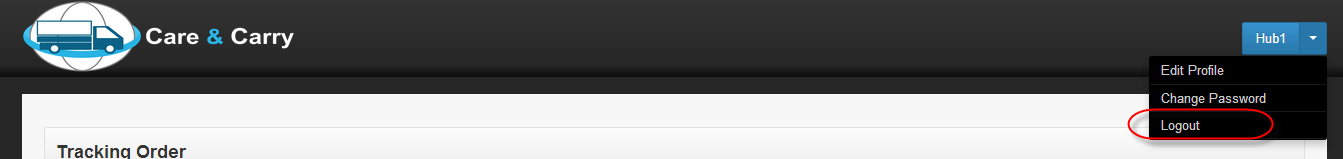 Care & Carry
Hub1
Edit Profile
Change Password
Logout
Tracking Order